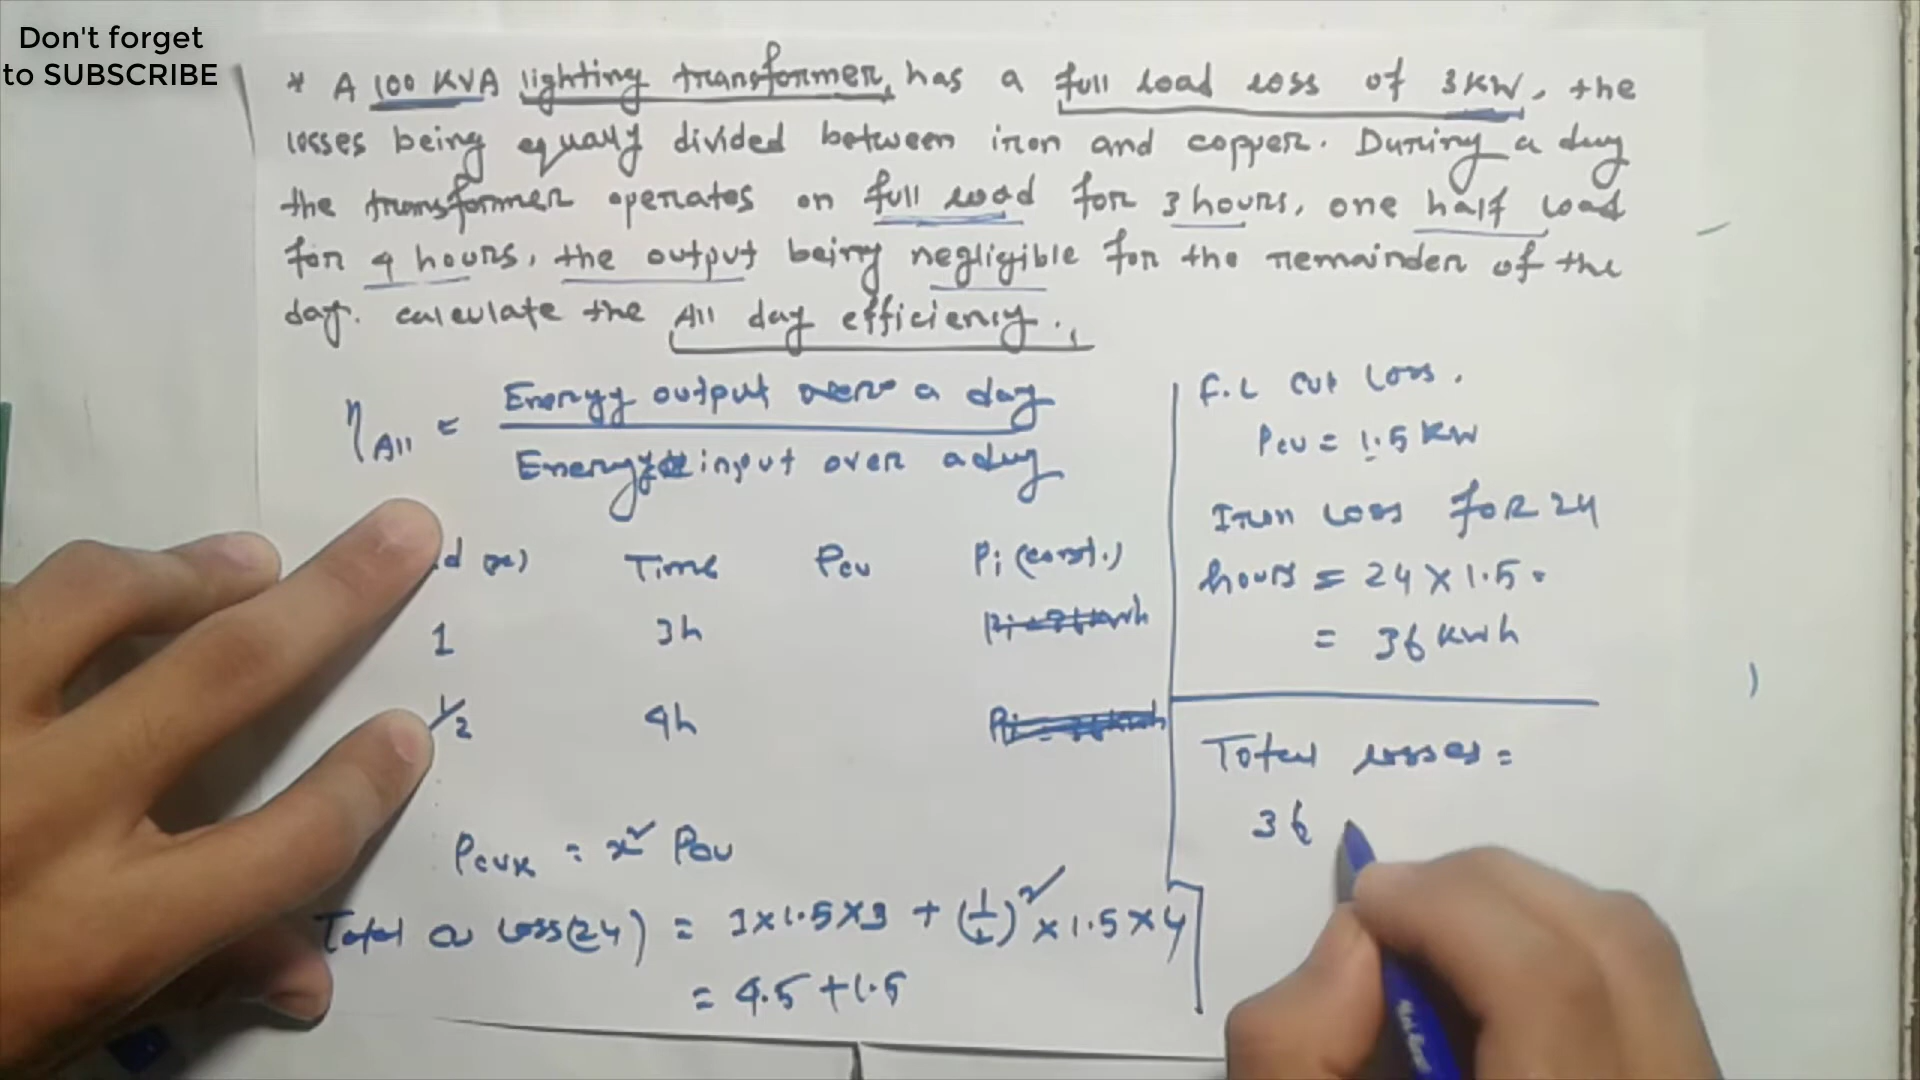 Don't forget
to SUBSCRIBE
* A 100 KVA lighting transformer, has a full load loss of 3 KW, the
losses being equally divided between iron and copper. During a day
the transformer operates on full load for 3 hours, one half load
for 4 hours, the output being negligible for the remainder of the
day. calculate the All day efficiency.
η All = Energy output over a day
Energy input over a day
d (x) Time Pcu Pi (const.)
1 3h
1/2 4h
Pcux = x² Pcu
Total cu loss(24) = 1×1.5×3 + (1/2)² × 1.5 × 4
= 4.5 + 1.5
F.L cu loss.
Pcu = 1.5 KW
Iron loss for 24
hours = 24 × 1.5
= 36 kwh
Total losses =
36